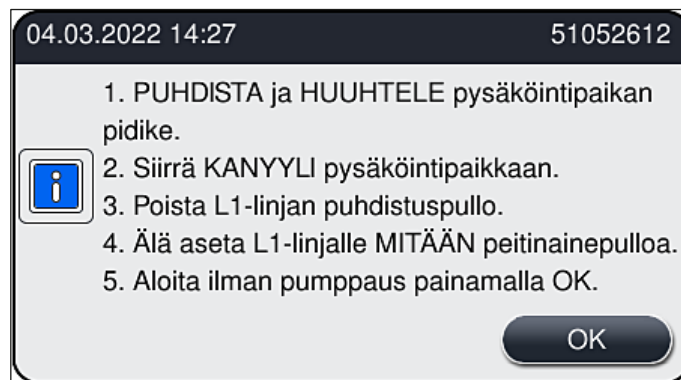 04.03.2022 14:27 51052612
1. PUHDISTA ja HUUHTELE pysäköintipaikan
pidike.
2. Siirrä KANYYLI pysäköintipaikkaan.
3. Poista L1-linjan puhdistuspullo.
4. Älä aseta L1-linjalle MITÄÄN peitinainepulloa.
5. Aloita ilman pumppaus painamalla OK.
OK